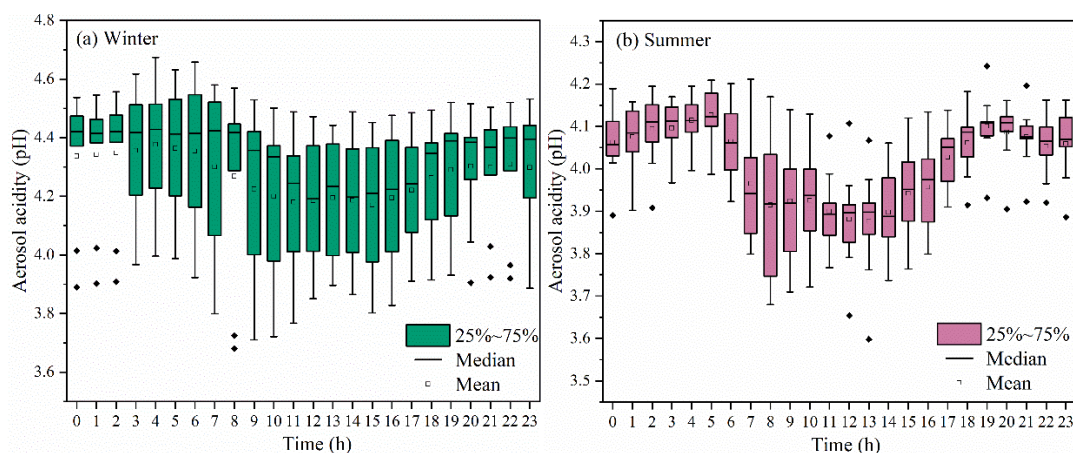 (a) Winter
4.8
4.6
4.4
4.2
4.0
3.8
3.6
Aerosol acidity (pH)
25%~75%
Median
Mean
0 1 2 3 4 5 6 7 8 9 10 11 12 13 14 15 16 17 18 19 20 21 22 23
Time (h)
(b) Summer
4.3
4.2
4.1
4.0
3.9
3.8
3.7
3.6
3.5
Aerosol acidity (pH)
25%~75%
Median
Mean
0 1 2 3 4 5 6 7 8 9 10 11 12 13 14 15 16 17 18 19 20 21 22 23
Time (h)